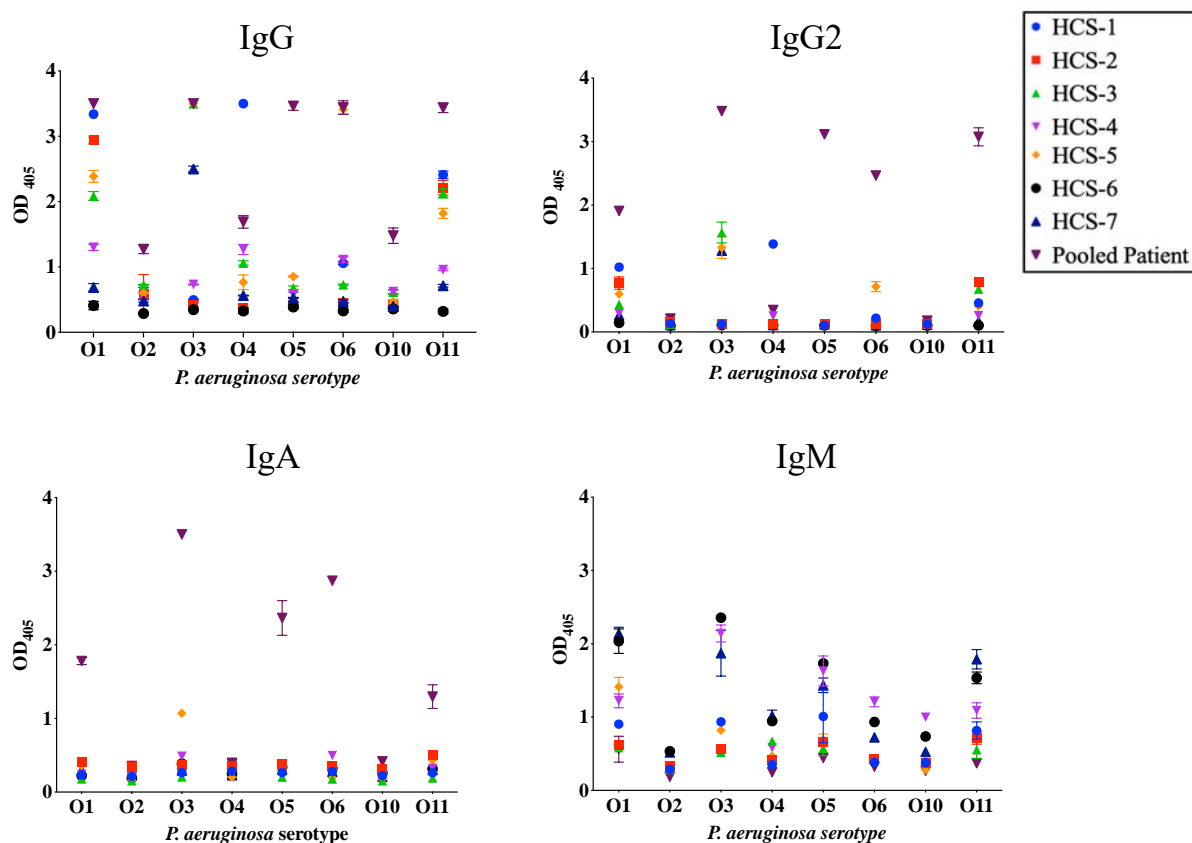 IgG
4
3
2
1
0
OD 405
O1 O2 O3 O4 O5 O6 O10 O11
P. aeruginosa serotype
IgG2
4
3
2
1
0
OD 405
O1 O2 O3 O4 O5 O6 O10 O11
P. aeruginosa serotype
HCS-1
HCS-2
HCS-3
HCS-4
HCS-5
HCS-6
HCS-7
Pooled Patient
IgA
4
3
2
1
0
OD405
O1 O2 O3 O4 O5 O6 O10 O11
P. aeruginosa serotype
IgM
4
3
2
1
0
OD405
O1 O2 O3 O4 O5 O6 O10 O11
P. aeruginosa serotype